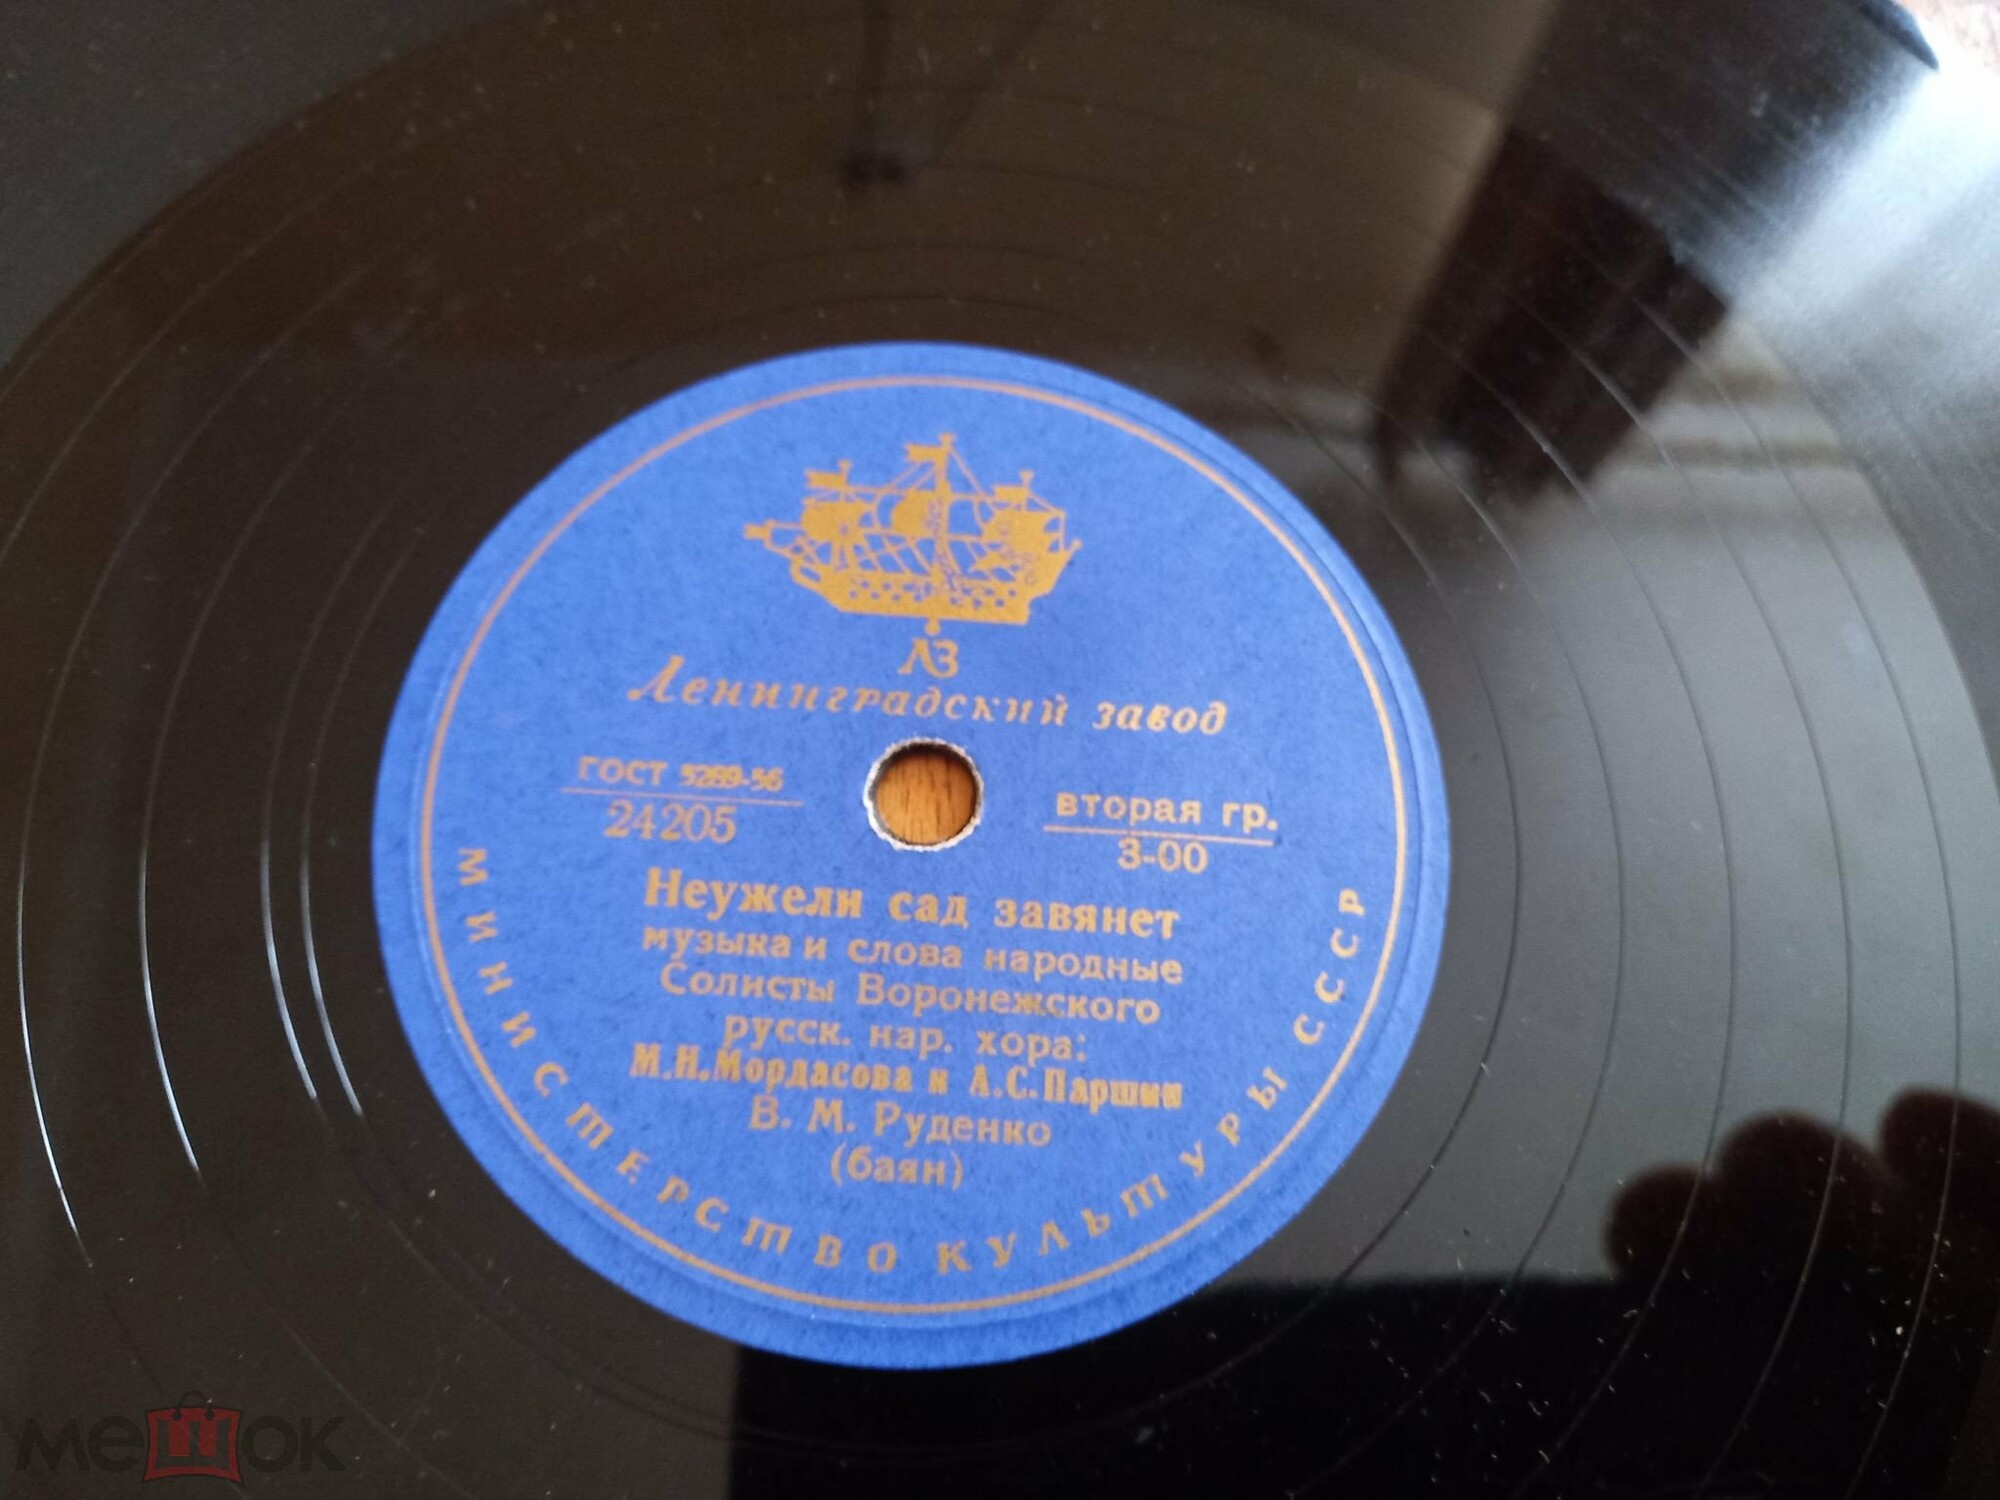 ЛЗ
Ленинградский завод
ГОСТ 5289-56
24205
вторая гр.
3-00
Неужели сад завянет
музыка и слова народные
Солисты Воронежского
русск. нар. хора:
М.Н.Мордасова и А.С.Паршин
В. М. Руденко
(баян)
МИНИСТЕРСТВО КУЛЬТУРЫ СССР
мешок